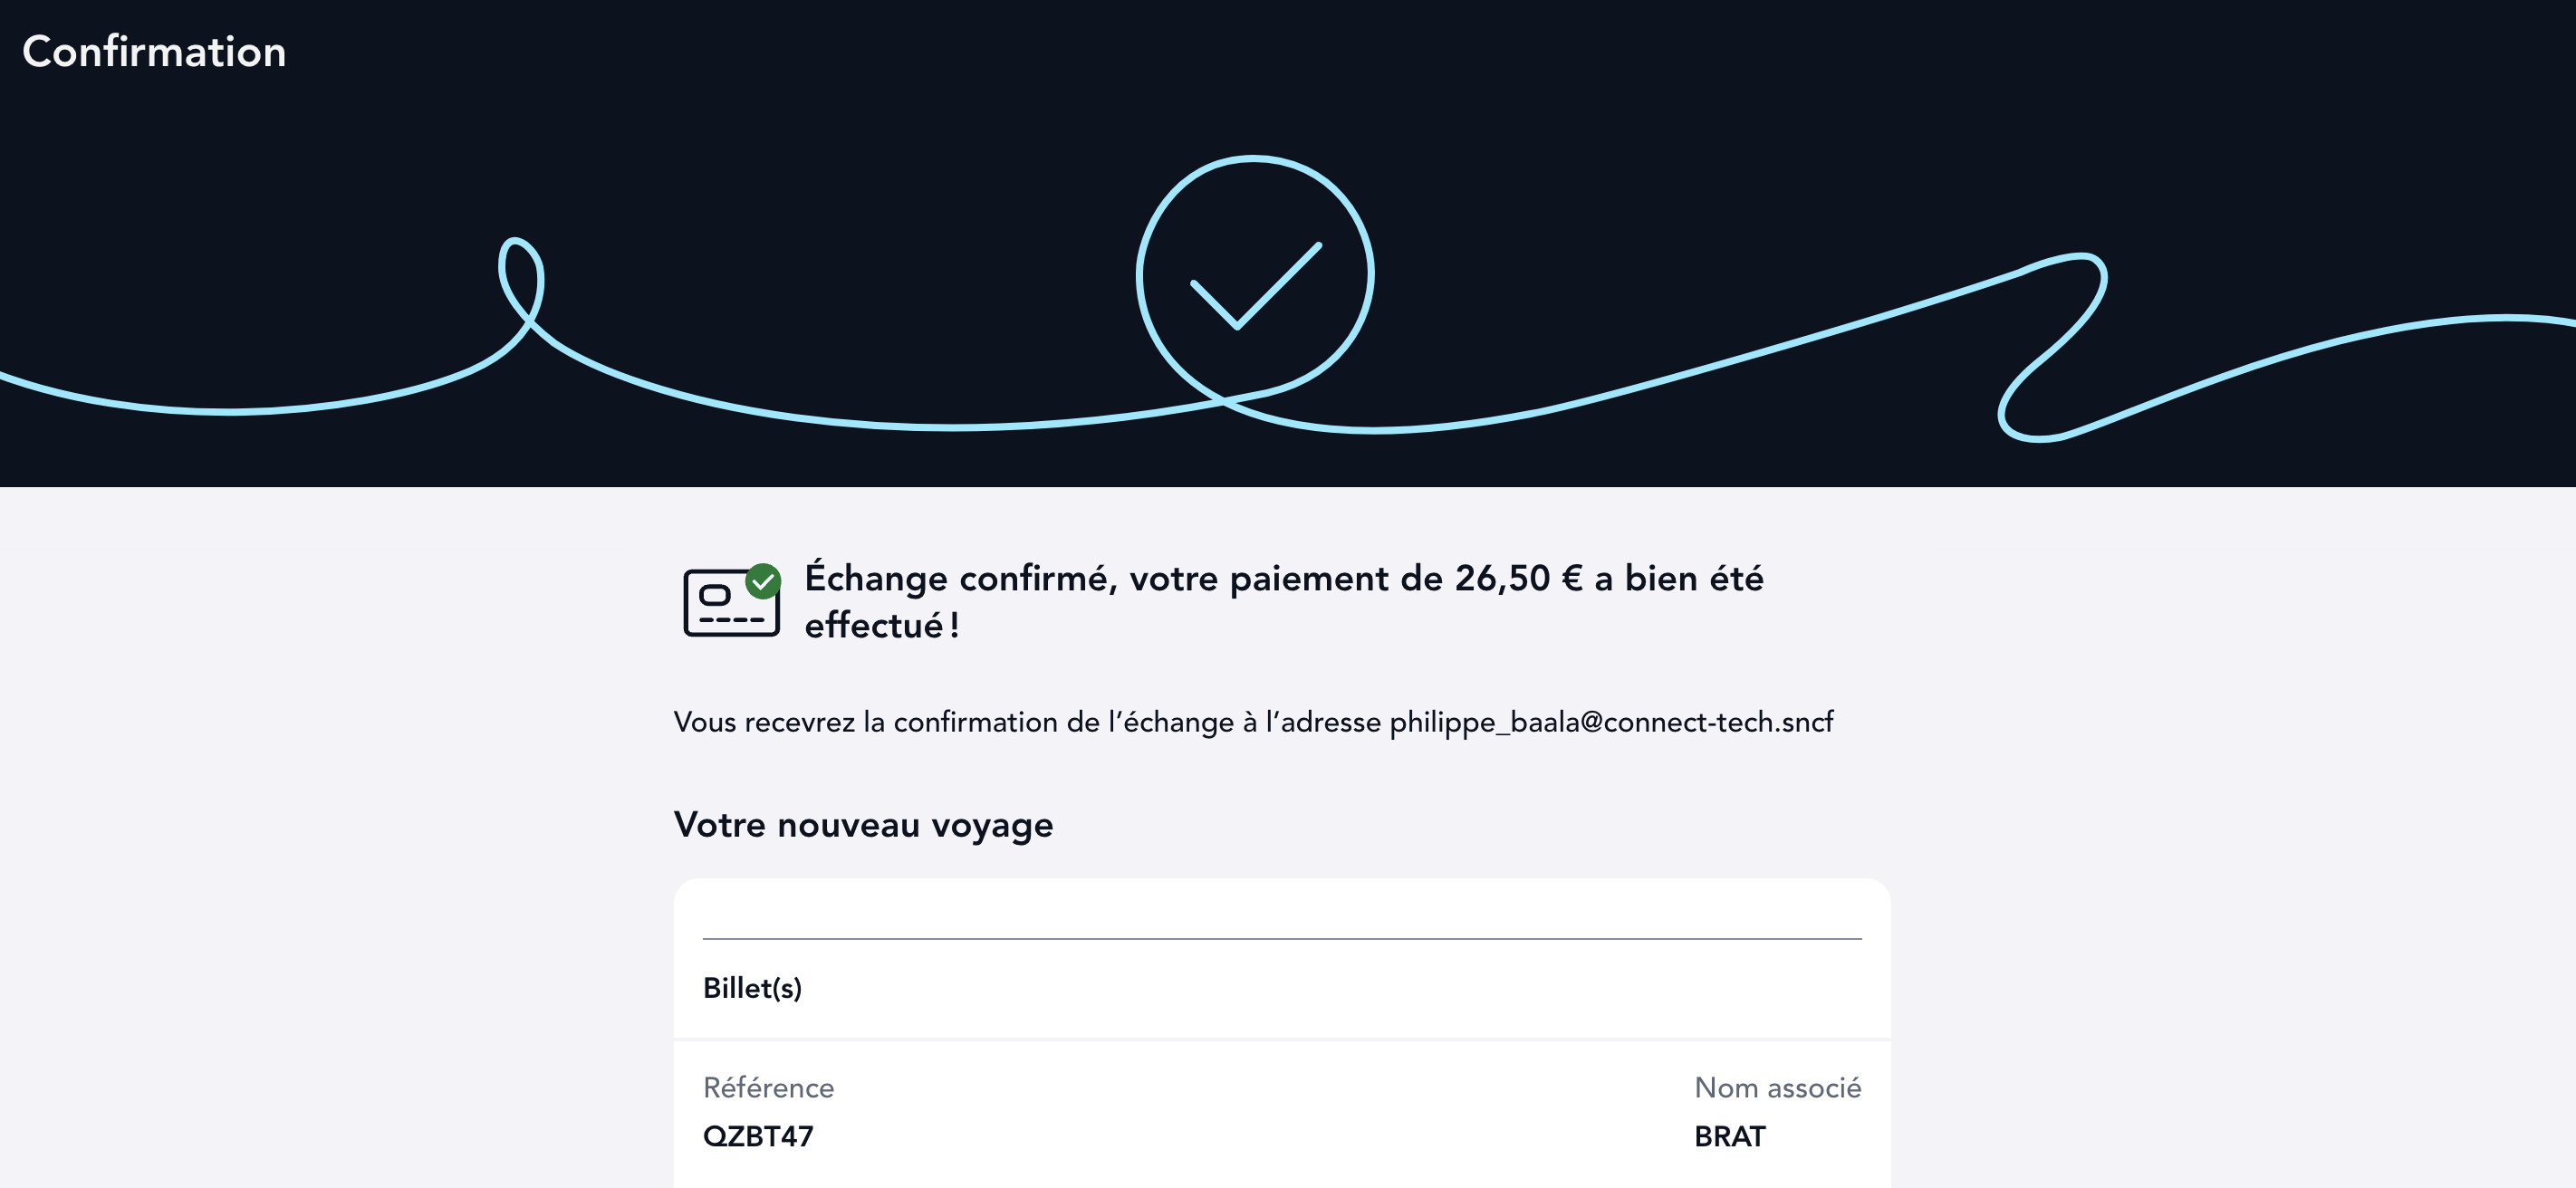 Confirmation
Échange confirmé, votre paiement de 26,50 € a bien été
effectué !
Vous recevrez la confirmation de l’échange à l’adresse philippe_baala@connect-tech.sncf
Votre nouveau voyage
Billet(s)
Référence Nom associé
QZBT47 BRAT